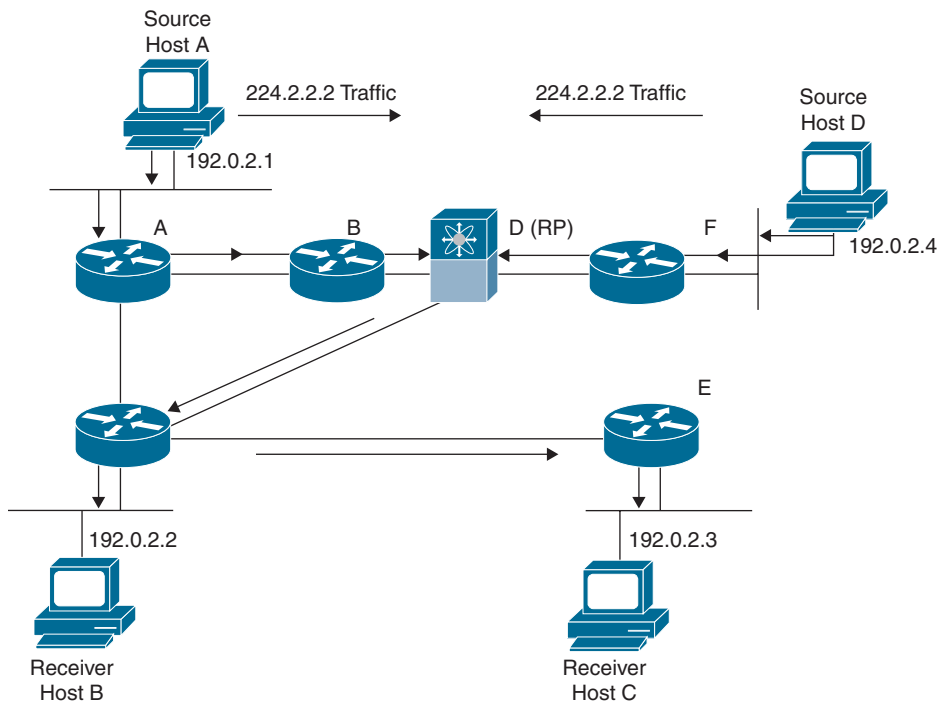 Source
Host A
224.2.2.2 Traffic
224.2.2.2 Traffic
Source
Host D
192.0.2.1
A
B
D (RP)
F
192.0.2.4
E
192.0.2.2
192.0.2.3
Receiver
Host B
Receiver
Host C